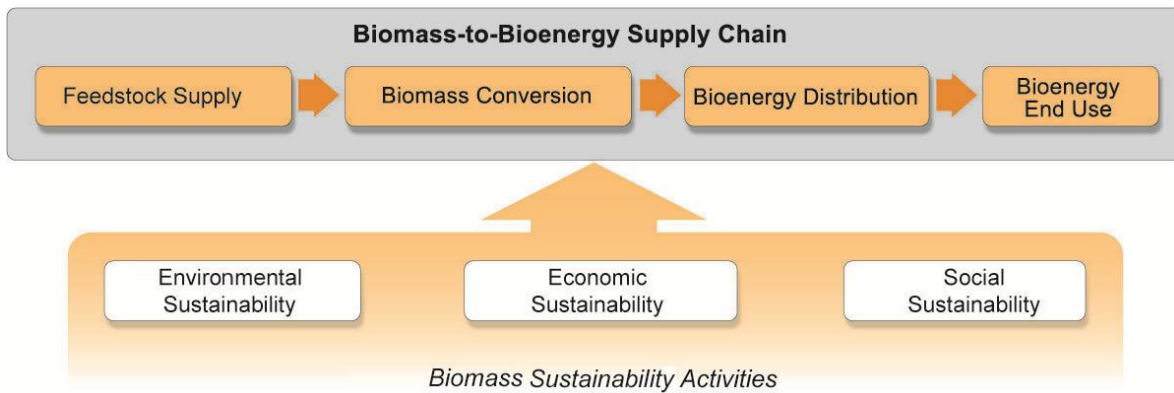 Biomass-to-Bioenergy Supply Chain
Feedstock Supply
Biomass Conversion
Bioenergy Distribution
Bioenergy
End Use
Environmental
Sustainability
Economic
Sustainability
Social
Sustainability
Biomass Sustainability Activities